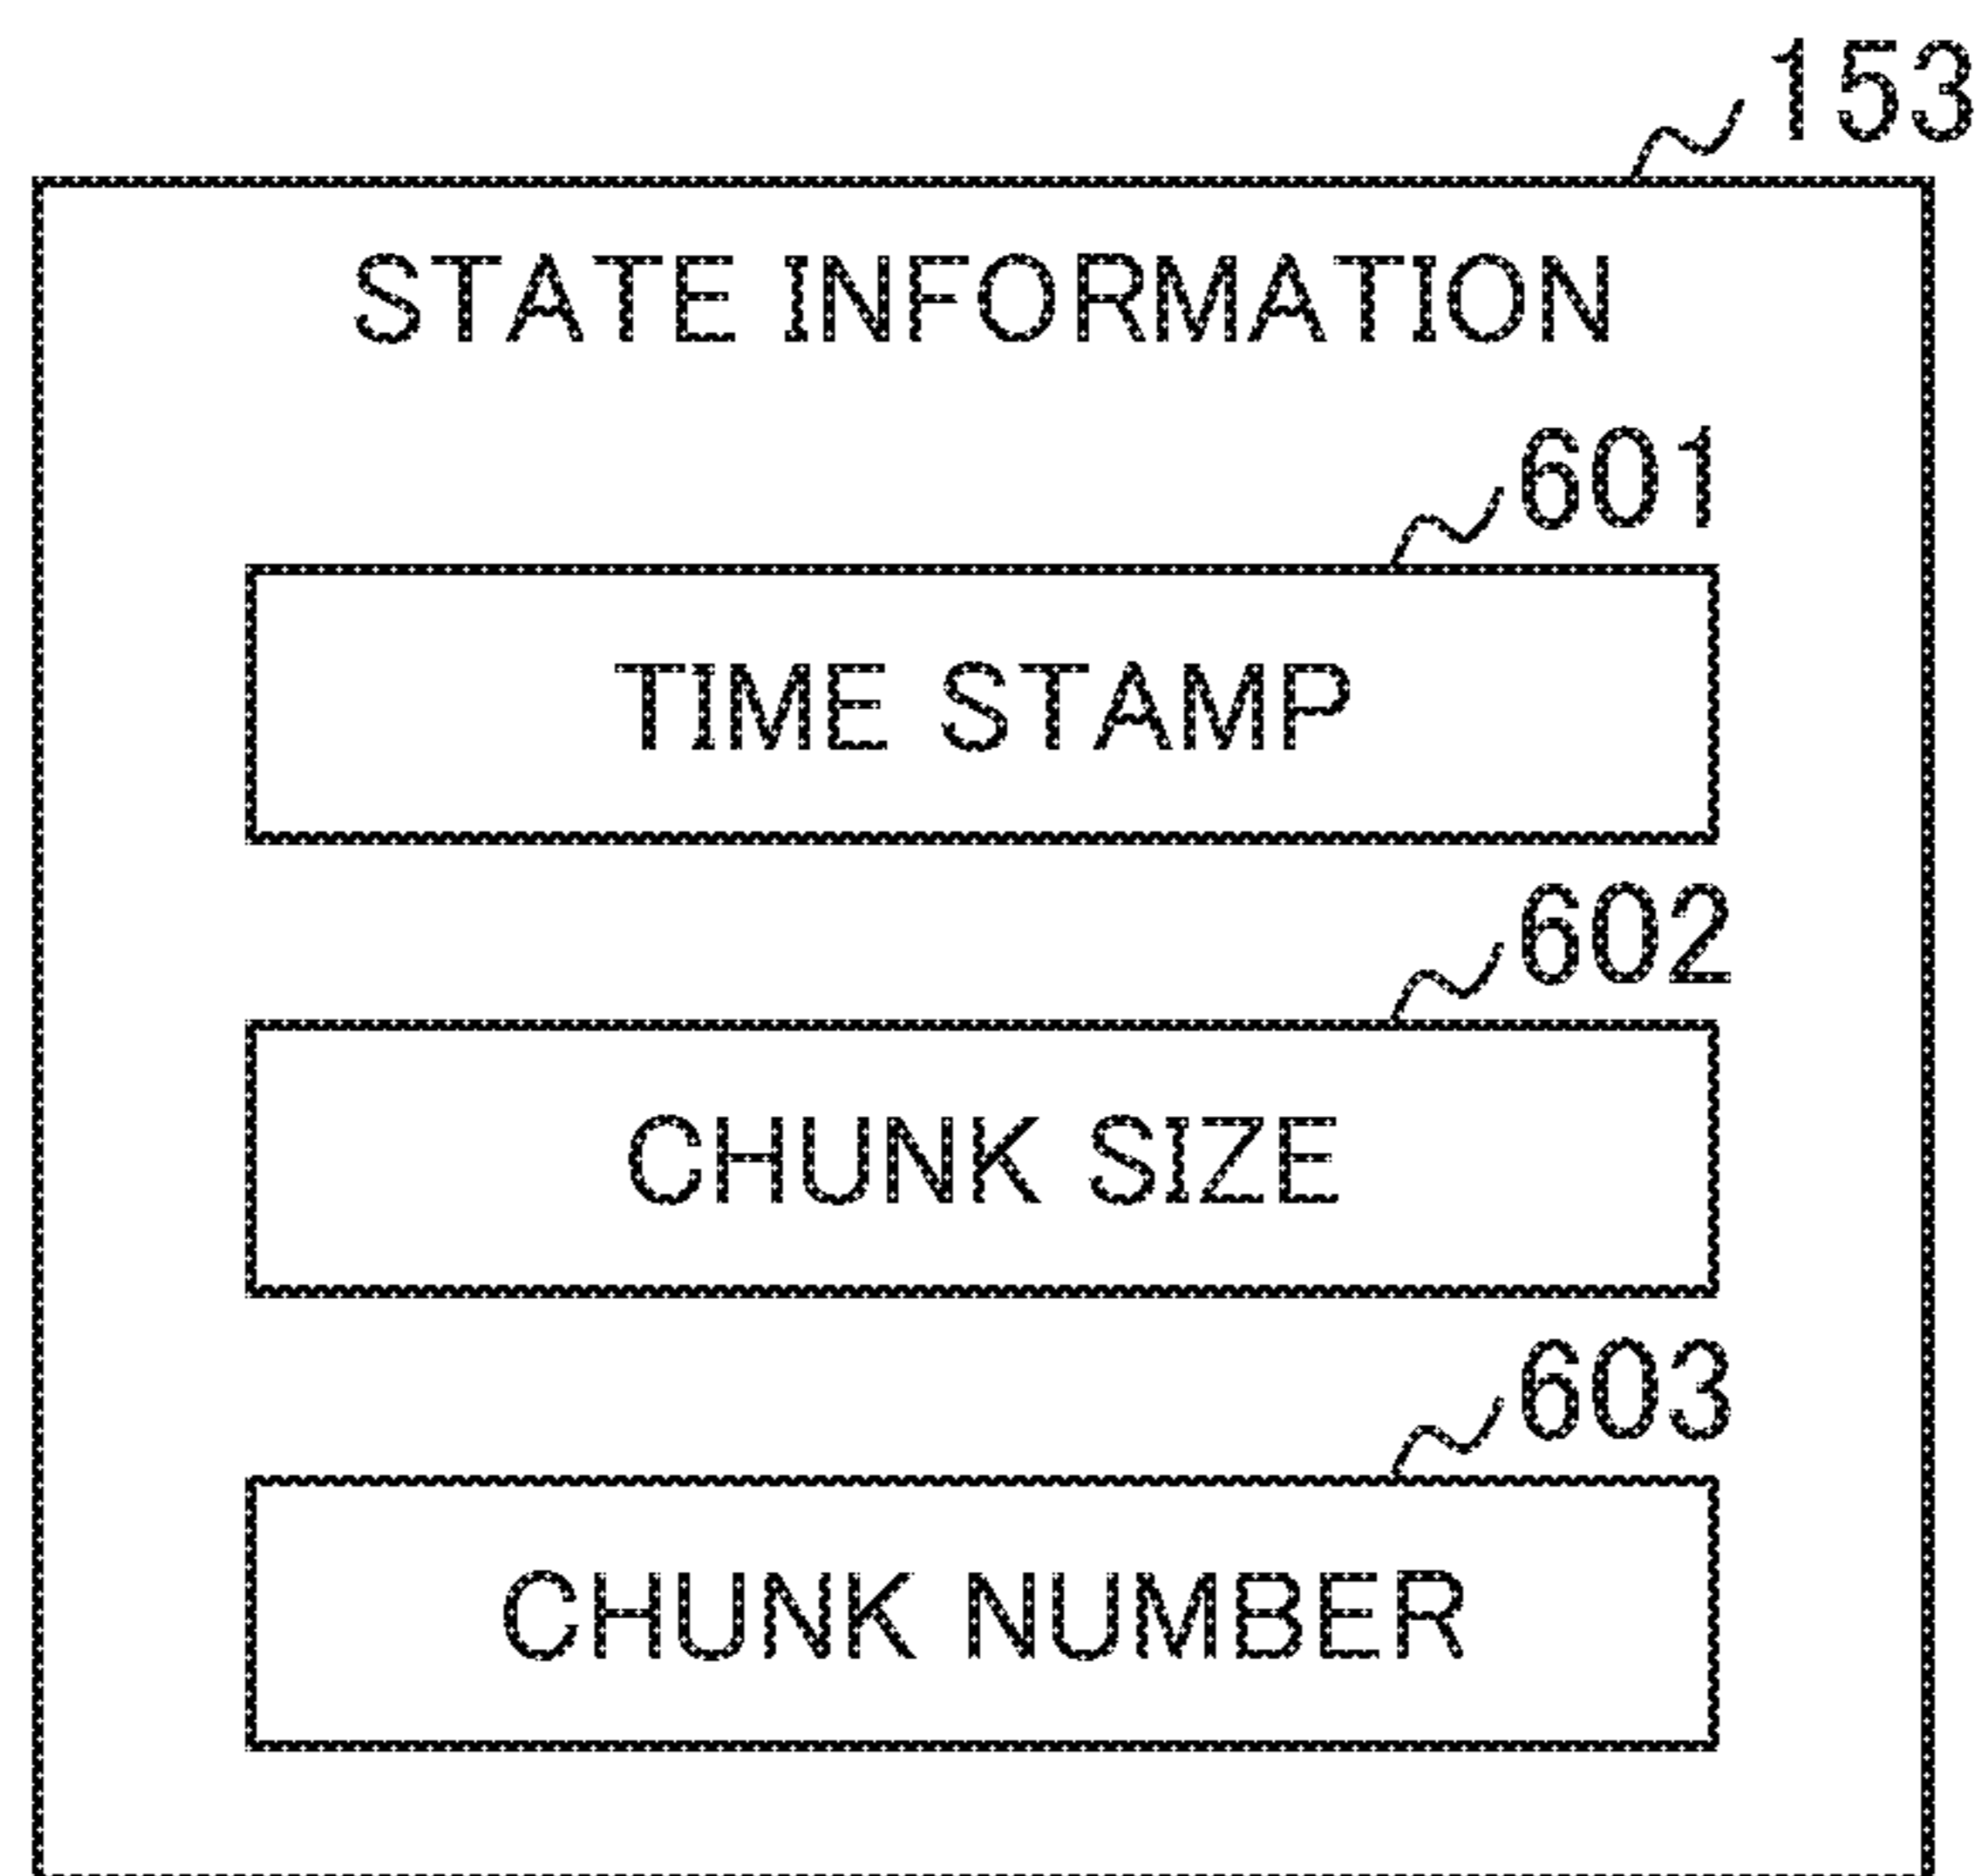 153
STATE INFORMATION
601
TIME STAMP
602
CHUNK SIZE
603
CHUNK NUMBER